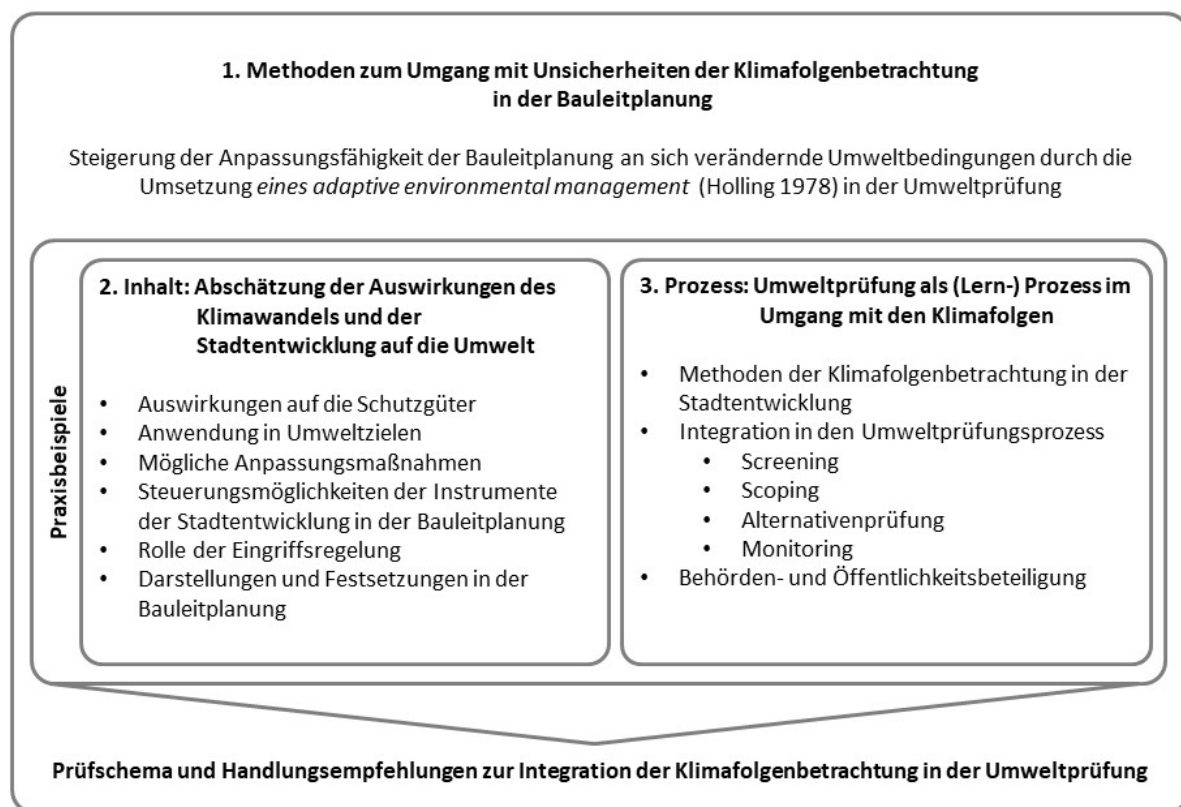 1. Methoden zum Umgang mit Unsicherheiten der Klimafolgenbetrachtung
in der Bauleitplanung
Steigerung der Anpassungsfähigkeit der Bauleitplanung an sich verändernde Umweltbedingungen durch die
Umsetzung eines adaptive environmental management (Holling 1978) in der Umweltprüfung
Praxisbeispiele
2. Inhalt: Abschätzung der Auswirkungen des
Klimawandels und der
Stadtentwicklung auf die Umwelt
• Auswirkungen auf die Schutzgüter
• Anwendung in Umweltzielen
• Mögliche Anpassungsmaßnahmen
• Steuerungsmöglichkeiten der Instrumente
der Stadtentwicklung in der Bauleitplanung
• Rolle der Eingriffsregelung
• Darstellungen und Festsetzungen in der
Bauleitplanung
3. Prozess: Umweltprüfung als (Lern-) Prozess im
Umgang mit den Klimafolgen
• Methoden der Klimafolgenbetrachtung in der
Stadtentwicklung
• Integration in den Umweltprüfungsprozess
• Screening
• Scoping
• Alternativenprüfung
• Monitoring
• Behörden- und Öffentlichkeitsbeteiligung
Prüfschema und Handlungsempfehlungen zur Integration der Klimafolgenbetrachtung in der Umweltprüfung